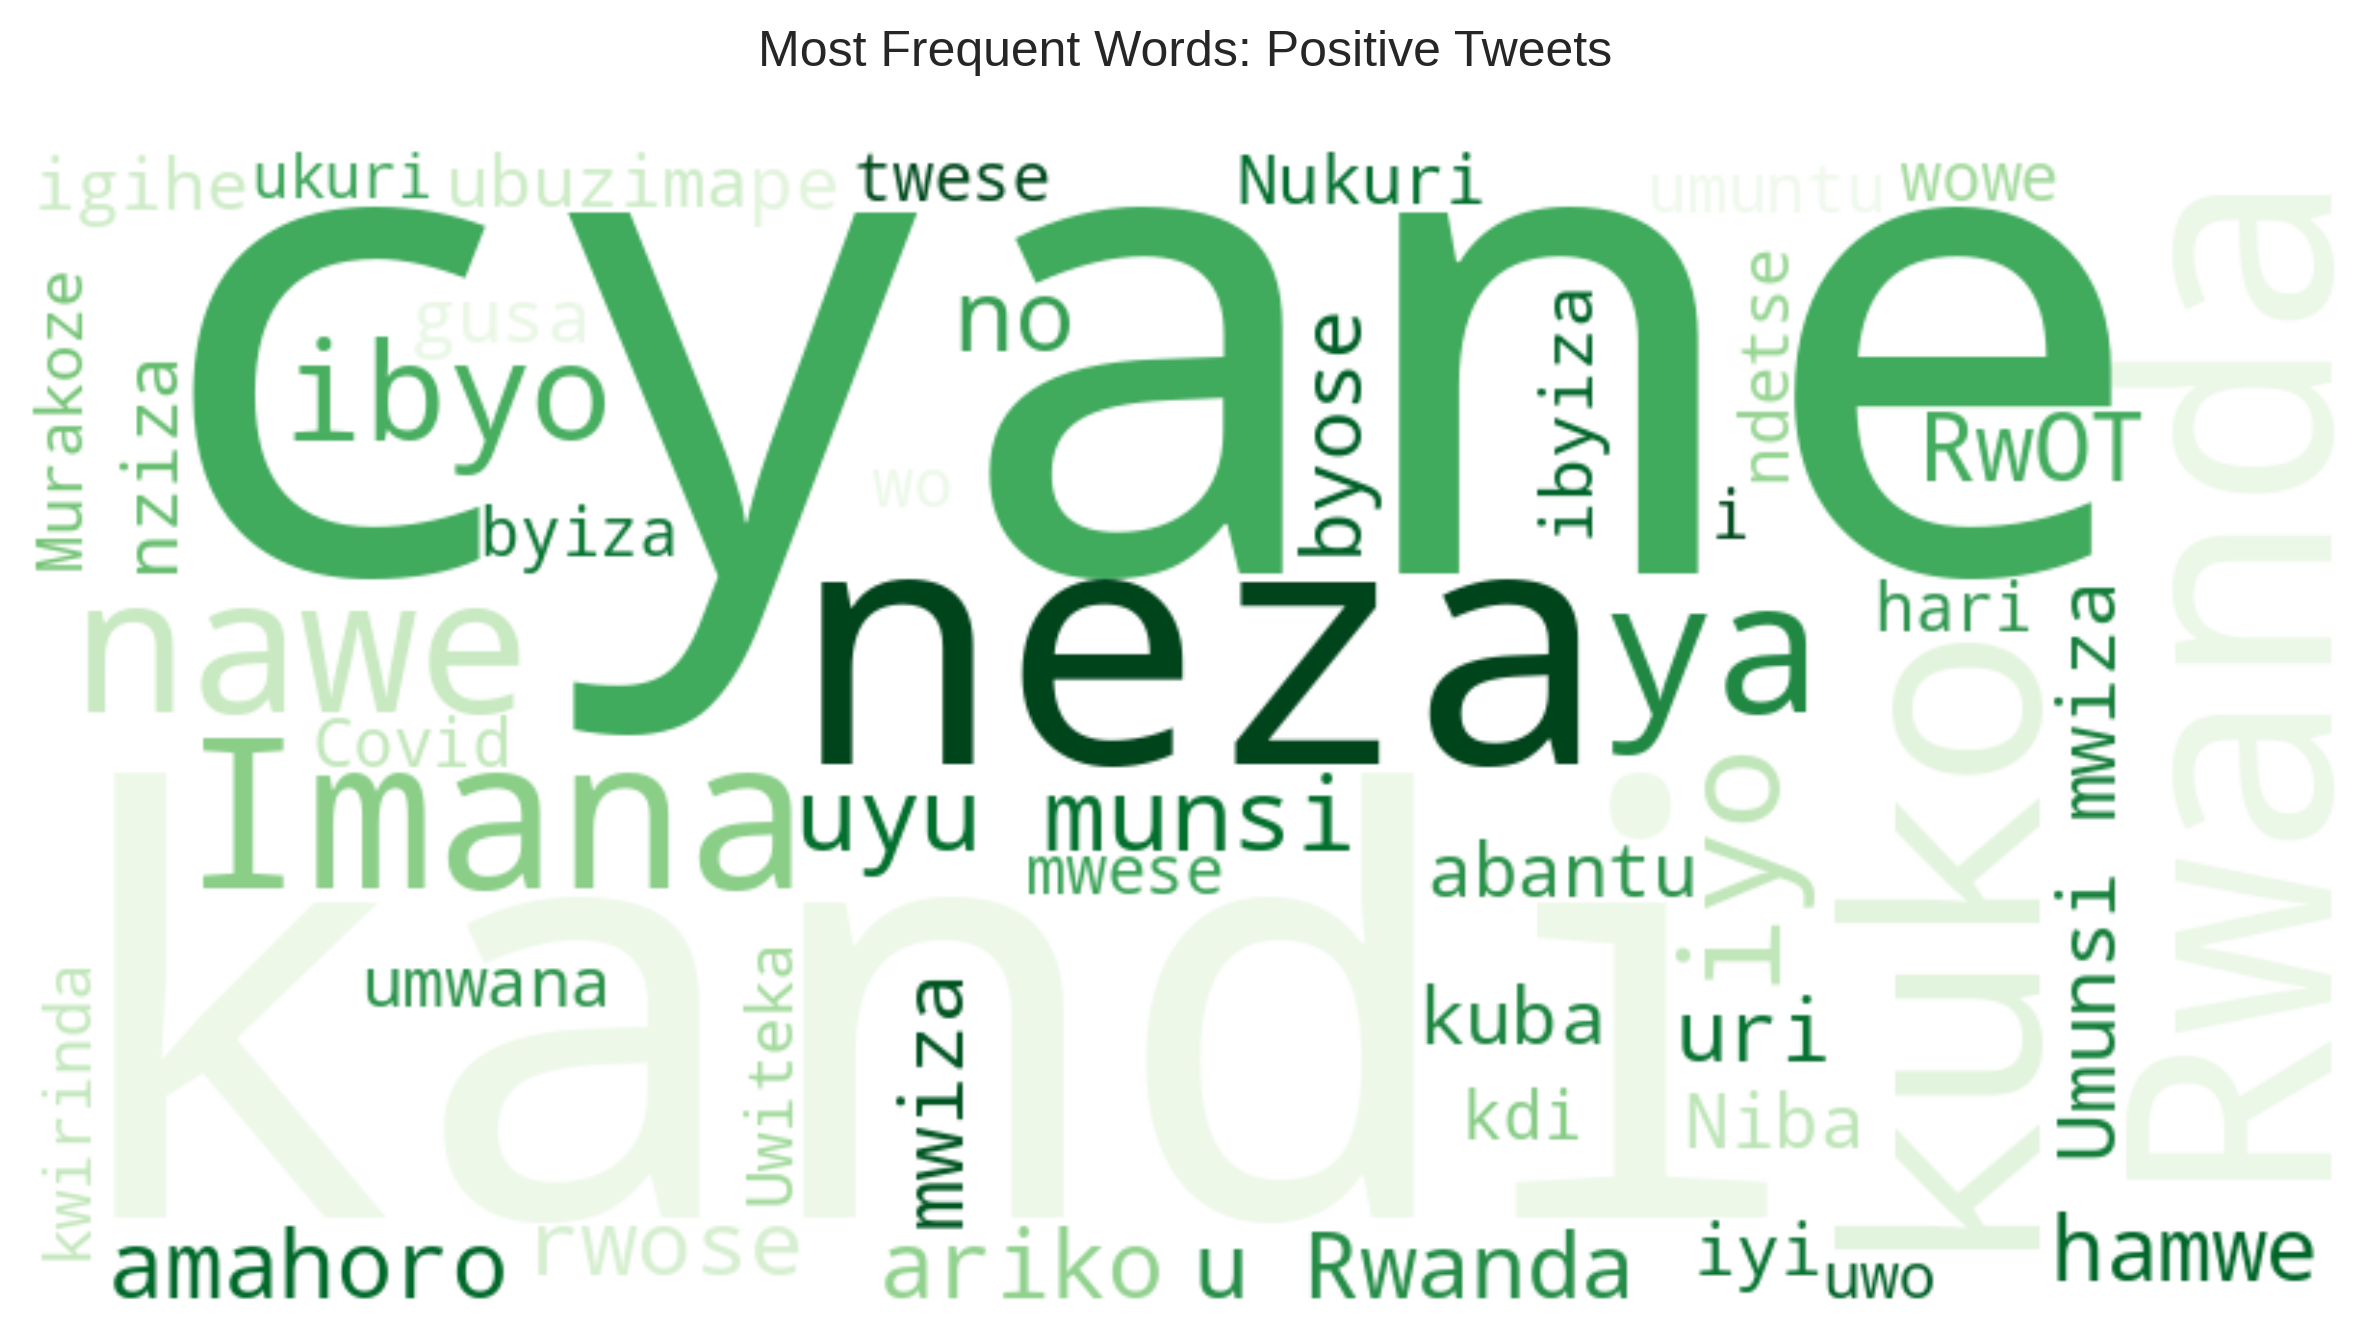 Most Frequent Words: Positive Tweets
igihe
ukuri
ubuzima
pe
twese
Nukuri
umuntu
wowe
cyane
Rwanda
Murakoze
nziza
gusa
ibyo
no
byose
ibyiza
ndetse
RwOT
wo
byiza
i
nawe
neza
ya
hari
Umunsi mwiza
Covid
Imana
uyu munsi
mwese
abantu
iyo
kuko
kandi
kwirinda
umwana
Uwiteka
mwiza
kuba
uri
kdi
Niba
amahoro
rwose
ariko
u Rwanda
iyi
uwo
hamwe